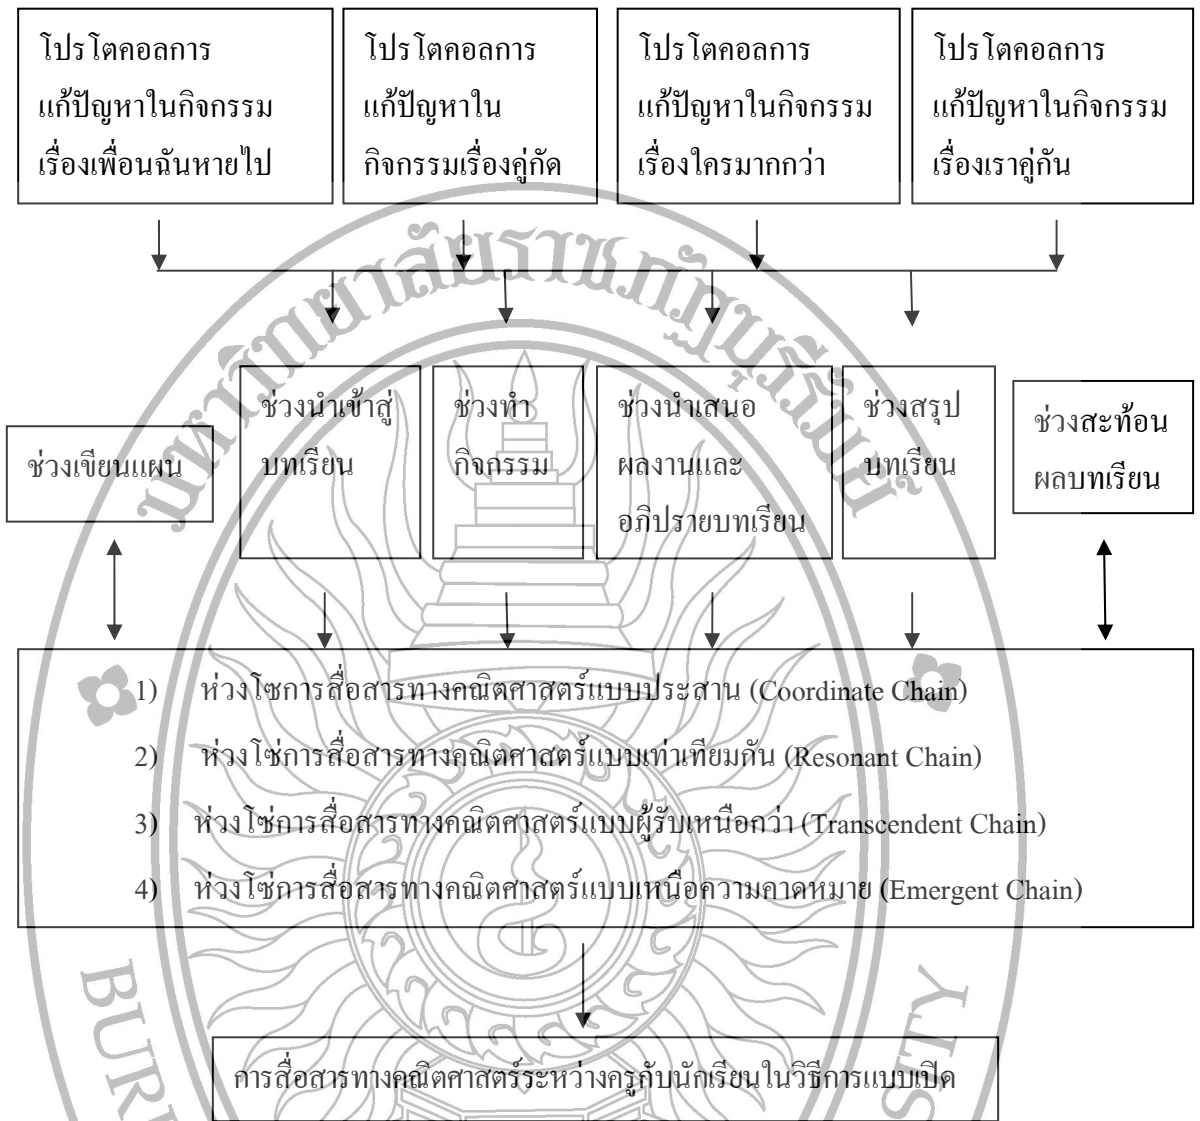 โปรโตคอลการ
แก้ปัญหาในกิจกรรม
เรื่องเพื่อนฉันหายไป
โปรโตคอลการ
แก้ปัญหาใน
กิจกรรมเรื่องคู่กัด
โปรโตคอลการ
แก้ปัญหาในกิจกรรม
เรื่องใครมากกว่า
โปรโตคอลการ
แก้ปัญหาในกิจกรรม
เรื่องเราคู่กัน
มหาวิทยาลัยราชภัฏบุรีรัมย์
ช่วงเขียนแผน
ช่วงนำเข้าสู่
บทเรียน
ช่วงทำ
กิจกรรม
ช่วงนำเสนอ
ผลงานและ
อภิปรายบทเรียน
ช่วงสรุป
บทเรียน
ช่วงสะท้อน
ผลบทเรียน
1) ห่วงโซการสื่อสารทางคณิตศาสตร์แบบประสาน (Coordinate Chain)
2) ห่วงโซ่การสื่อสารทางคณิตศาสตร์แบบเท่าเทียมกัน (Resonant Chain)
3) ห่วงโซ่การสื่อสารทางคณิตศาสตร์แบบผู้รับเหนือกว่า (Transcendent Chain)
4) ห่วงโซ่การสื่อสารทางคณิตศาสตร์แบบเหนือความคาดหมาย (Emergent Chain)
การสื่อสารทางคณิตศาสตร์ระหว่างครูกับนักเรียนในวิธีการแบบเปิด